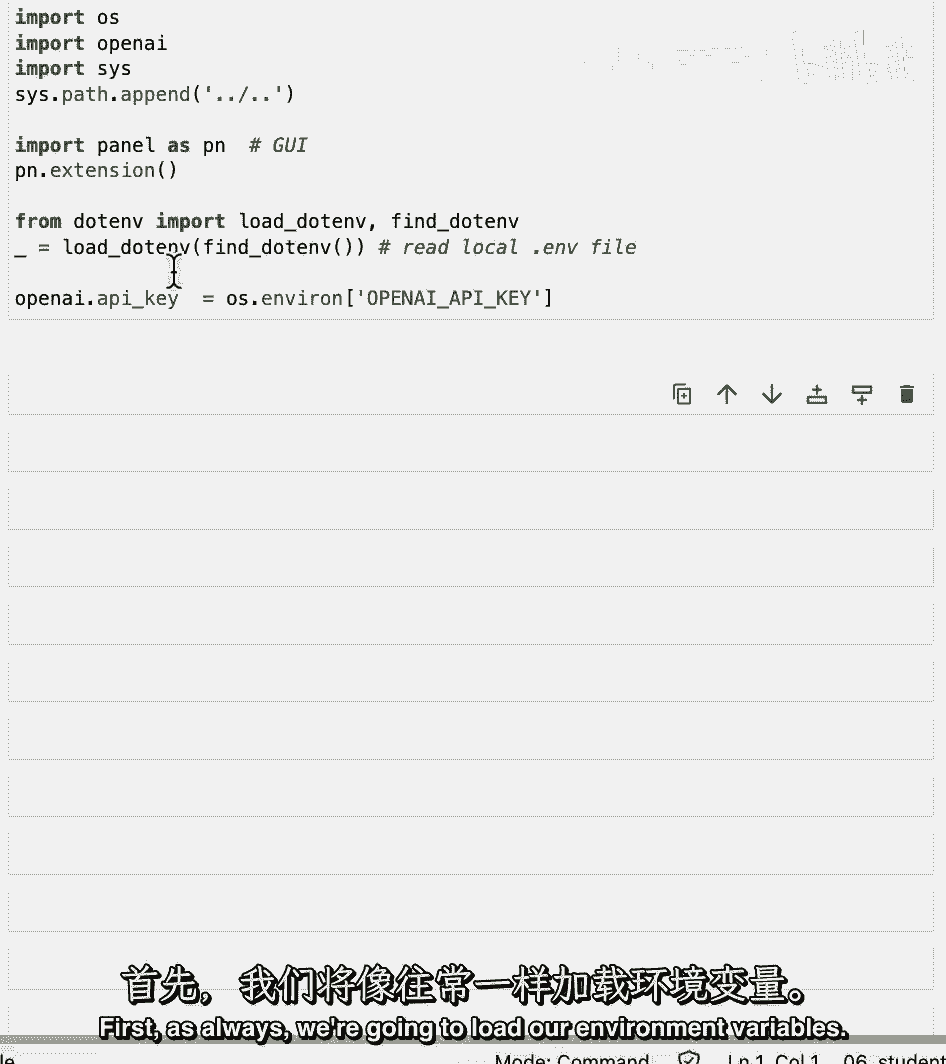 import os
import openai
import sys
sys.path.append('../..')
import panel as pn  # GUI
pn.extension()
from dotenv import load_dotenv, find_dotenv
_ = load_dotenv(find_dotenv()) # read local .env file
openai.api_key  = os.environ['OPENAI_API_KEY']
首先，我们将像往常一样加载环境变量。
First, as always, we're going to load our environment variables.
le Mode: Command Ln 1, Col 1 06_student